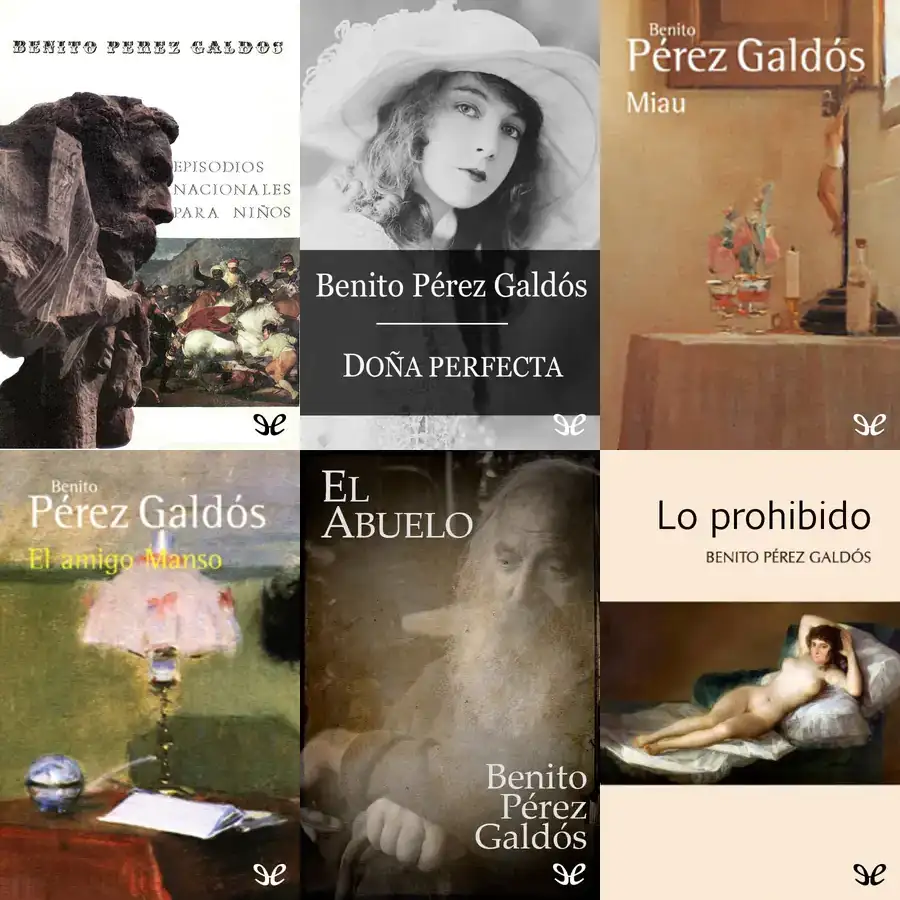 BENITO PEREZ GALDOS
EPISODIOS
NACIONALES
PARA NIÑOS
Benito Pérez Galdós
DOÑA PERFECTA
Benito
Pérez Galdós
Miau
Benito
Pérez Galdós
El amigo Manso
EL
ABUELO
Benito
Pérez
Galdós
Lo prohibido
BENITO PÉREZ GALDÓS